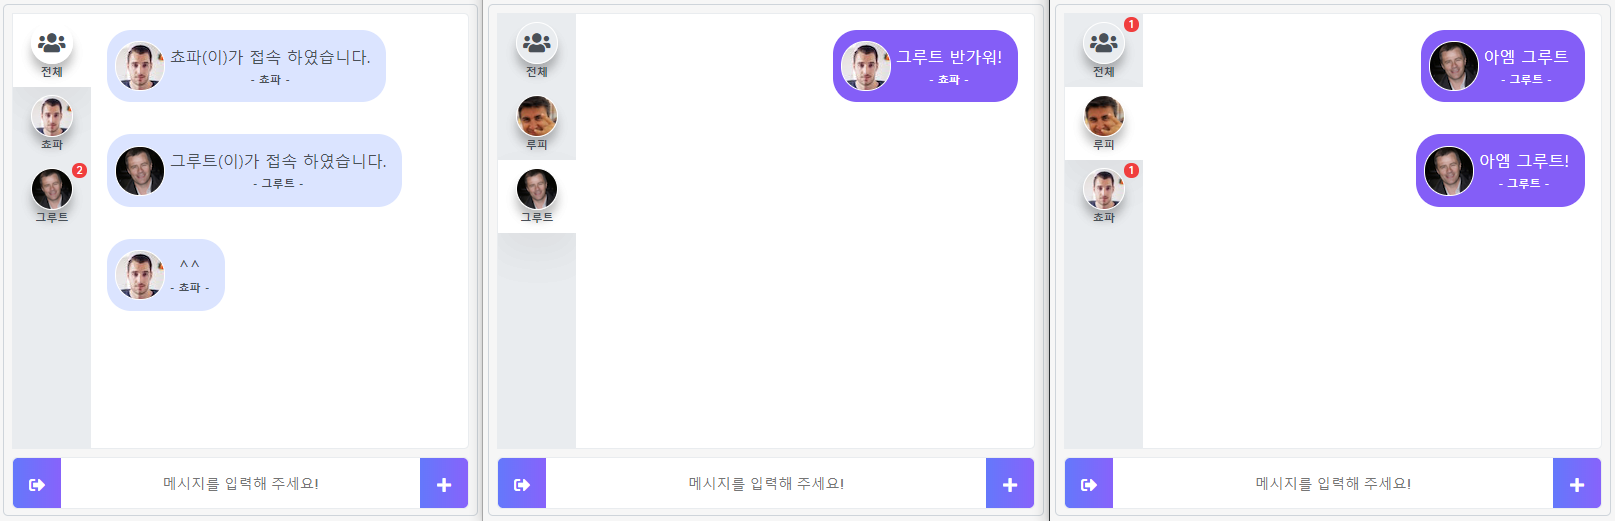 전체
쵸파
2
그루트
쵸파(이)가 접속 하였습니다.
- 쵸파 -
그루트(이)가 접속 하였습니다.
- 그루트 -
^^
- 쵸파 -
메시지를 입력해 주세요!
전체
루피
그루트
그루트 반가워!
- 쵸파 -
메시지를 입력해 주세요!
1
전체
루피
1
쵸파
아엠 그루트
- 그루트 -
아엠 그루트!
- 그루트 -
메시지를 입력해 주세요!